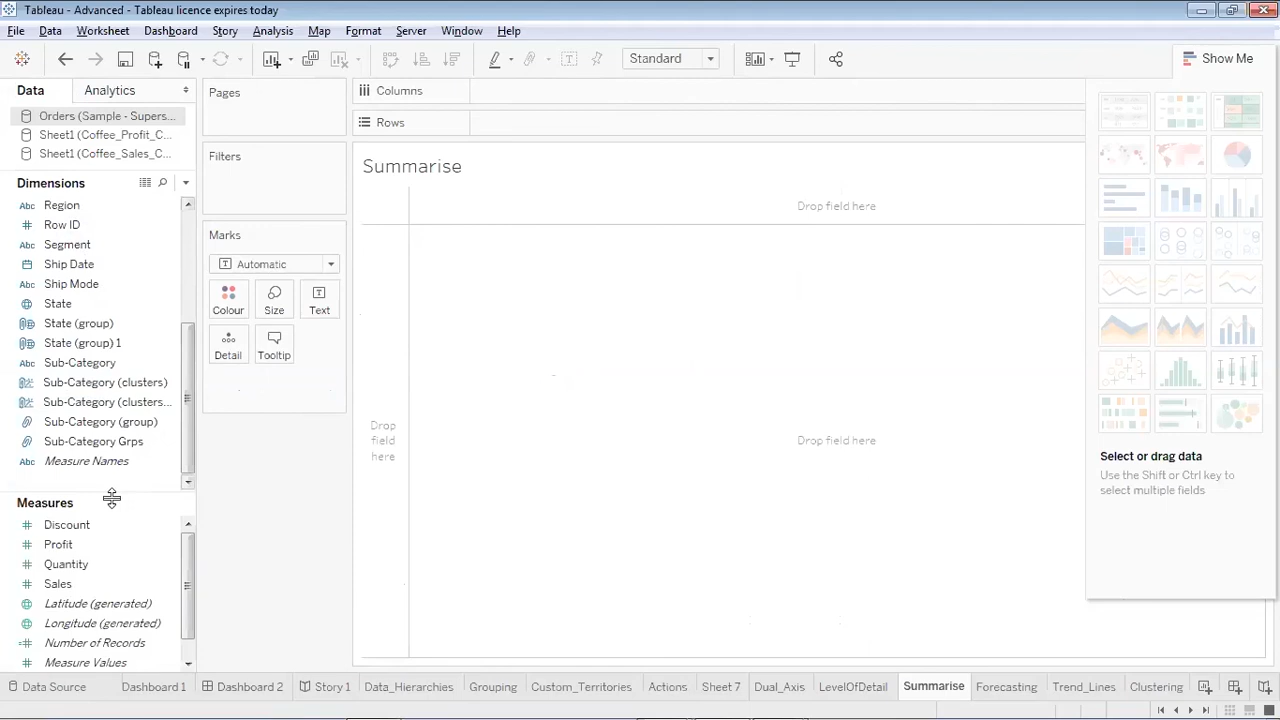 Tableau - Advanced - Tableau licence expires today
File Data Worksheet Dashboard Story Analysis Map Format Server Window Help
Standard
Show Me
Data Analytics
Orders (Sample - Supers...
Sheet1 (Coffee_Profit_C...
Sheet1 (Coffee_Sales_C...
Dimensions
Abc Region
# Row ID
Abc Segment
Ship Date
Abc Ship Mode
State
State (group)
State (group) 1
Abc Sub-Category
Sub-Category (clusters)
Sub-Category (clusters...
Sub-Category (group)
Sub-Category Grps
Abc Measure Names
Measures
# Discount
# Profit
# Quantity
# Sales
Latitude (generated)
Longitude (generated)
=# Number of Records
# Measure Values
Pages
Filters
Marks
T Automatic
Colour Size Text
Detail Tooltip
Columns
Rows
Summarise
Drop field here
Drop
field
here
Drop field here
Select or drag data
Use the Shift or Ctrl key to
select multiple fields
Data Source Dashboard 1 Dashboard 2 Story 1 Data_Hierarchies Grouping Custom_Territories Actions Sheet 7 Dual_Axis LevelOfDetail Summarise Forecasting Trend_Lines Clustering